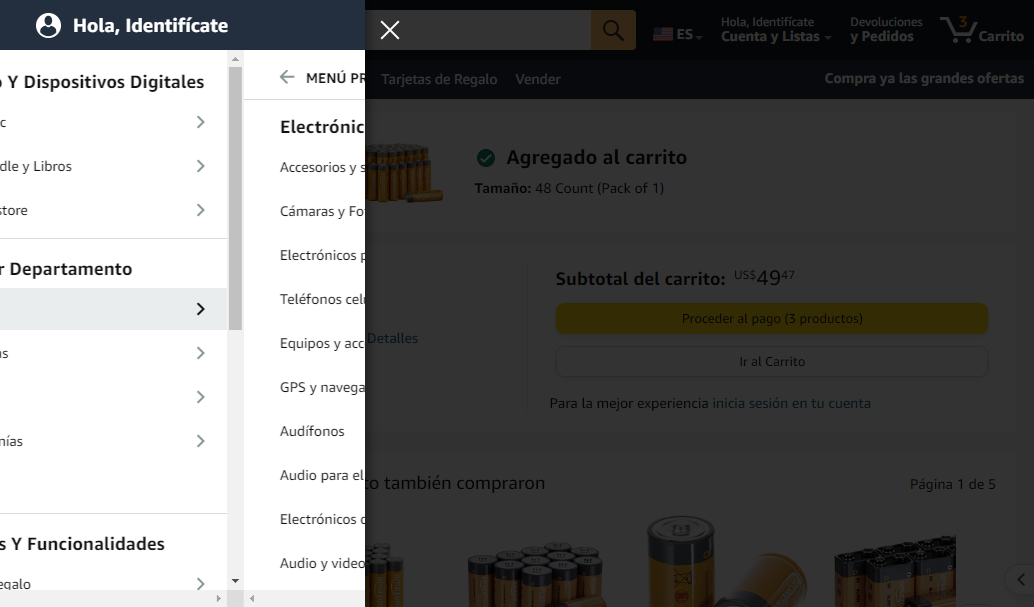 Hola, Identifícate
Y Dispositivos Digitales
dle y Libros
store
r Departamento
as
nías
s Y Funcionalidades
egalo
MENÚ PR
Electrónic
Accesorios y s
Cámaras y Fo
Electrónicos p
Teléfonos cel
Equipos y acc
GPS y navega
Audífonos
Audio para el
Electrónicos
Audio y video
ES
Hola, Identifícate
Cuenta y Listas
Devoluciones
y Pedidos
3
Carrito
Tarjetas de Regalo
Vender
Compra ya las grandes ofertas
Agregado al carrito
Tamaño: 48 Count (Pack of 1)
Detalles
Subtotal del carrito: US$4947
Proceder al pago (3 productos)
Ir al Carrito
Para la mejor experiencia inicia sesión en tu cuenta
to también compraron
Página 1 de 5